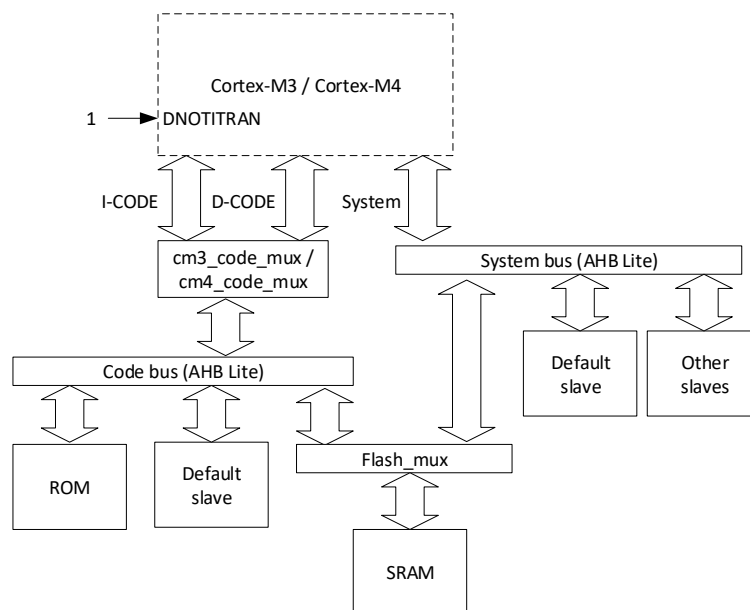 Cortex-M3 / Cortex-M4
1
DNOTITRAN
I-CODE
D-CODE
System
cm3_code_mux /
cm4_code_mux
System bus (AHB Lite)
Default
slave
Other
slaves
Code bus (AHB Lite)
Flash_mux
ROM
Default
slave
SRAM